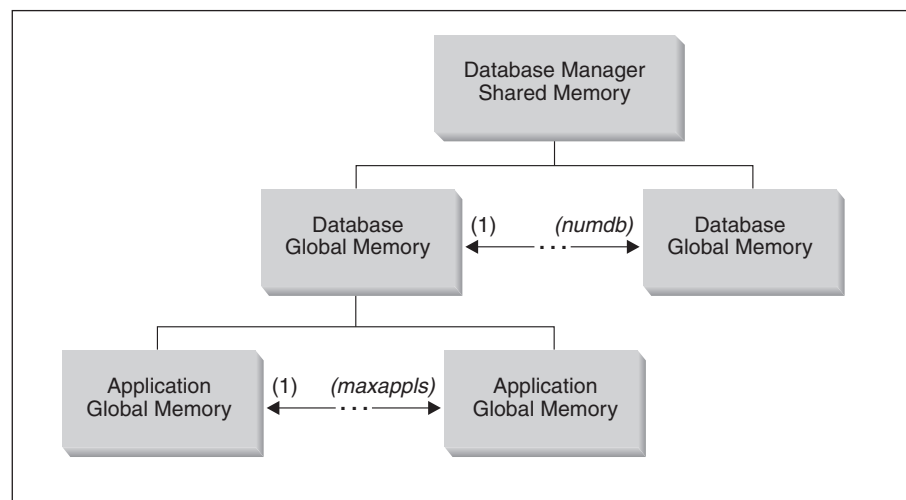 Database Manager
Shared Memory
Database
Global Memory
(1)
(numdb)
. . .
Database
Global Memory
Application
Global Memory
(1)
(maxappls)
. . .
Application
Global Memory